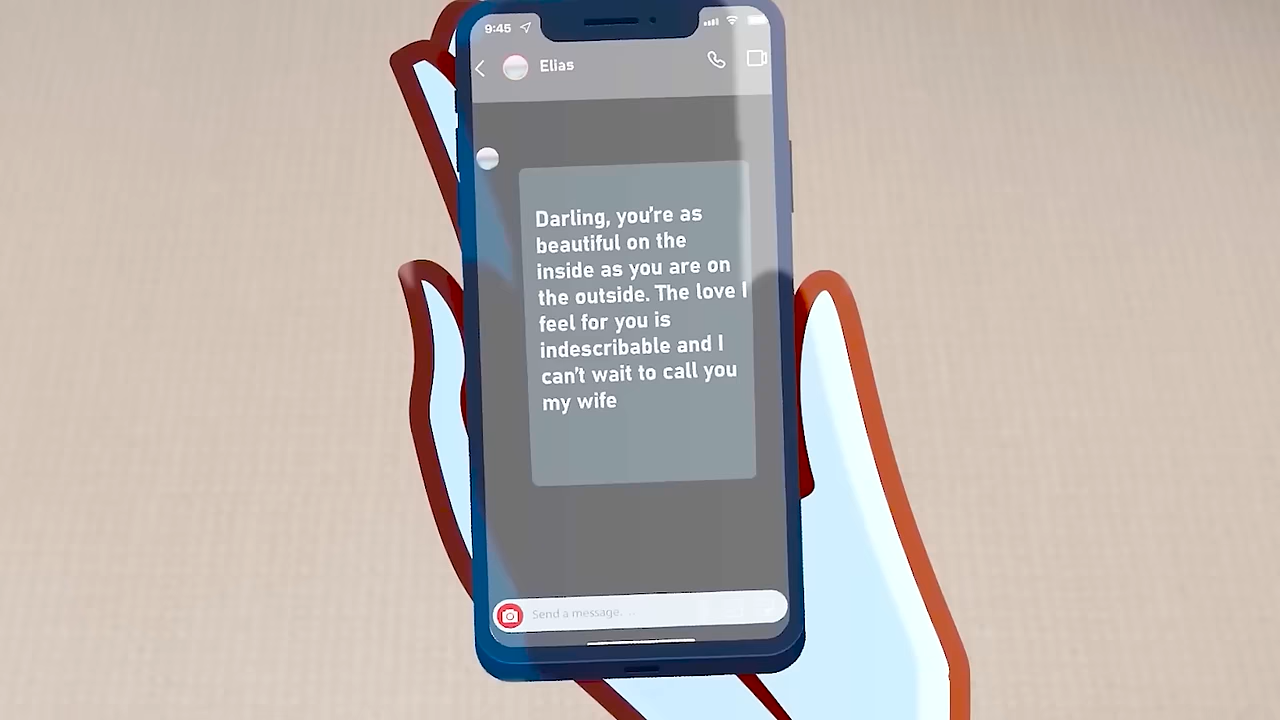 9:45
Elias
Darling, you're as
beautiful on the
inside as you are on
the outside. The love I
feel for you is
indescribable and I
can't wait to call you
my wife
Send a message. . .